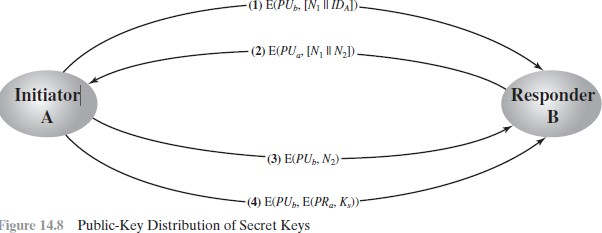 (1) E(PU_b, [N_1 || ID_A])
(2) E(PU_a, [N_1 || N_2])
Initiator
A
Responder
B
(3) E(PU_b, N_2)
(4) E(PU_b, E(PR_a, K_s))
Figure 14.8 Public-Key Distribution of Secret Keys